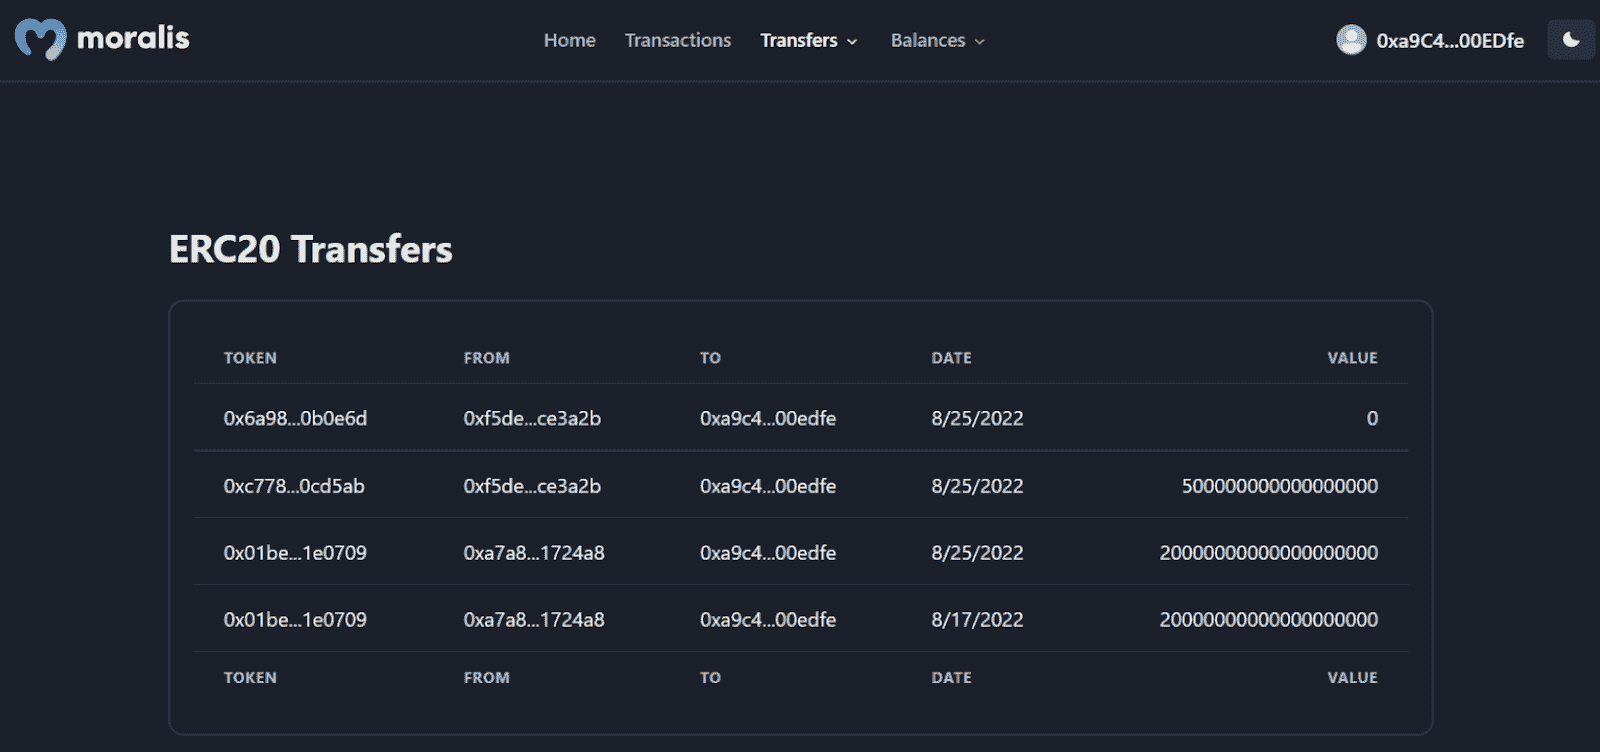 moralis
Home Transactions Transfers Balances 0xa9C4...00EDfe
ERC20 Transfers
TOKEN FROM TO DATE VALUE
0x6a98...0b0e6d 0xf5de...ce3a2b 0xa9c4...00edfe 8/25/2022 0
0xc778...0cd5ab 0xf5de...ce3a2b 0xa9c4...00edfe 8/25/2022 500000000000000000
0x01be...1e0709 0xa7a8...1724a8 0xa9c4...00edfe 8/25/2022 20000000000000000000
0x01be...1e0709 0xa7a8...1724a8 0xa9c4...00edfe 8/17/2022 20000000000000000000
TOKEN FROM TO DATE VALUE